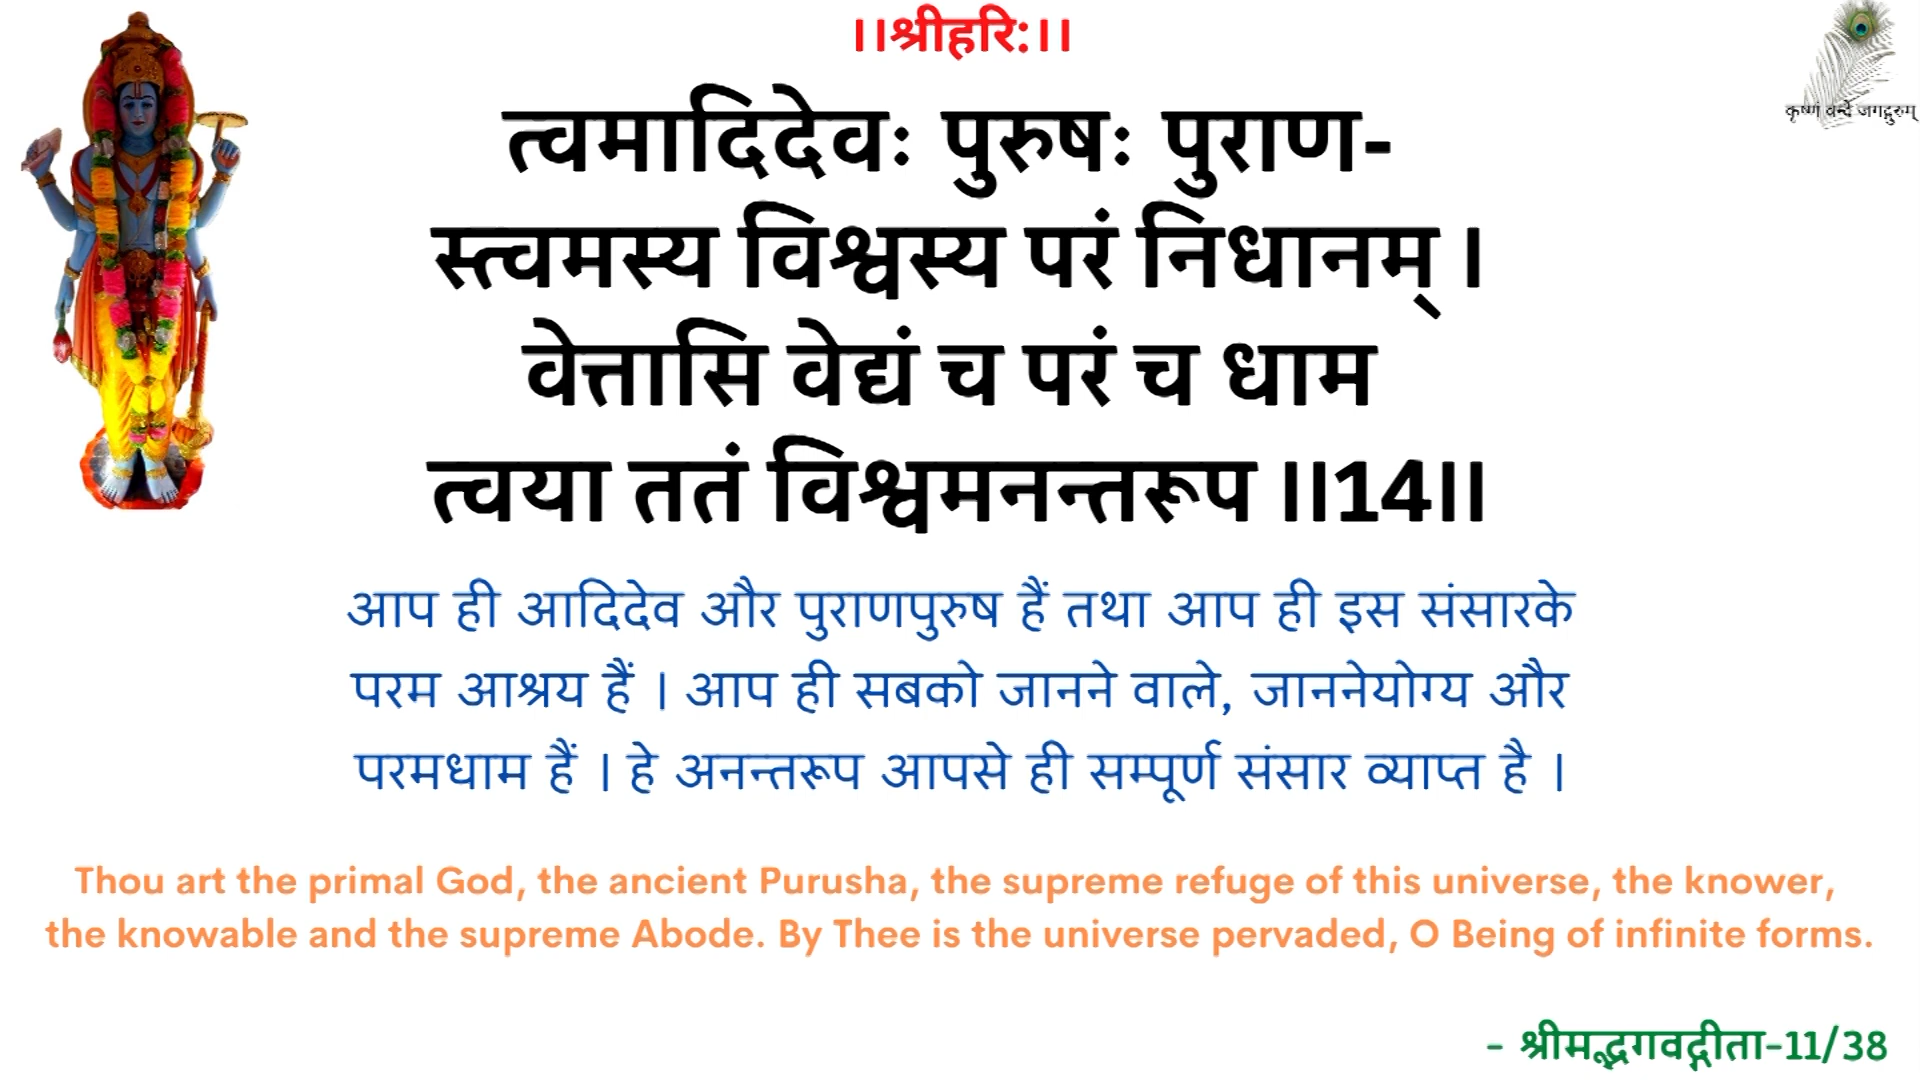 ।।श्रीहरि:।।
कृष्णं वन्दे जगद्गुरुम्
त्वमादिदेवः पुरुषः पुराण-
स्त्वमस्य विश्वस्य परं निधानम् ।
वेत्तासि वेद्यं च परं च धाम
त्वया ततं विश्वमनन्तरूप ।।14।।
आप ही आदिदेव और पुराणपुरुष हैं तथा आप ही इस संसारके
परम आश्रय हैं । आप ही सबको जानने वाले, जाननेयोग्य और
परमधाम हैं । हे अनन्तरूप आपसे ही सम्पूर्ण संसार व्याप्त है ।
Thou art the primal God, the ancient Purusha, the supreme refuge of this universe, the knower,
the knowable and the supreme Abode. By Thee is the universe pervaded, O Being of infinite forms.
- श्रीमद्भगवद्गीता-11/38